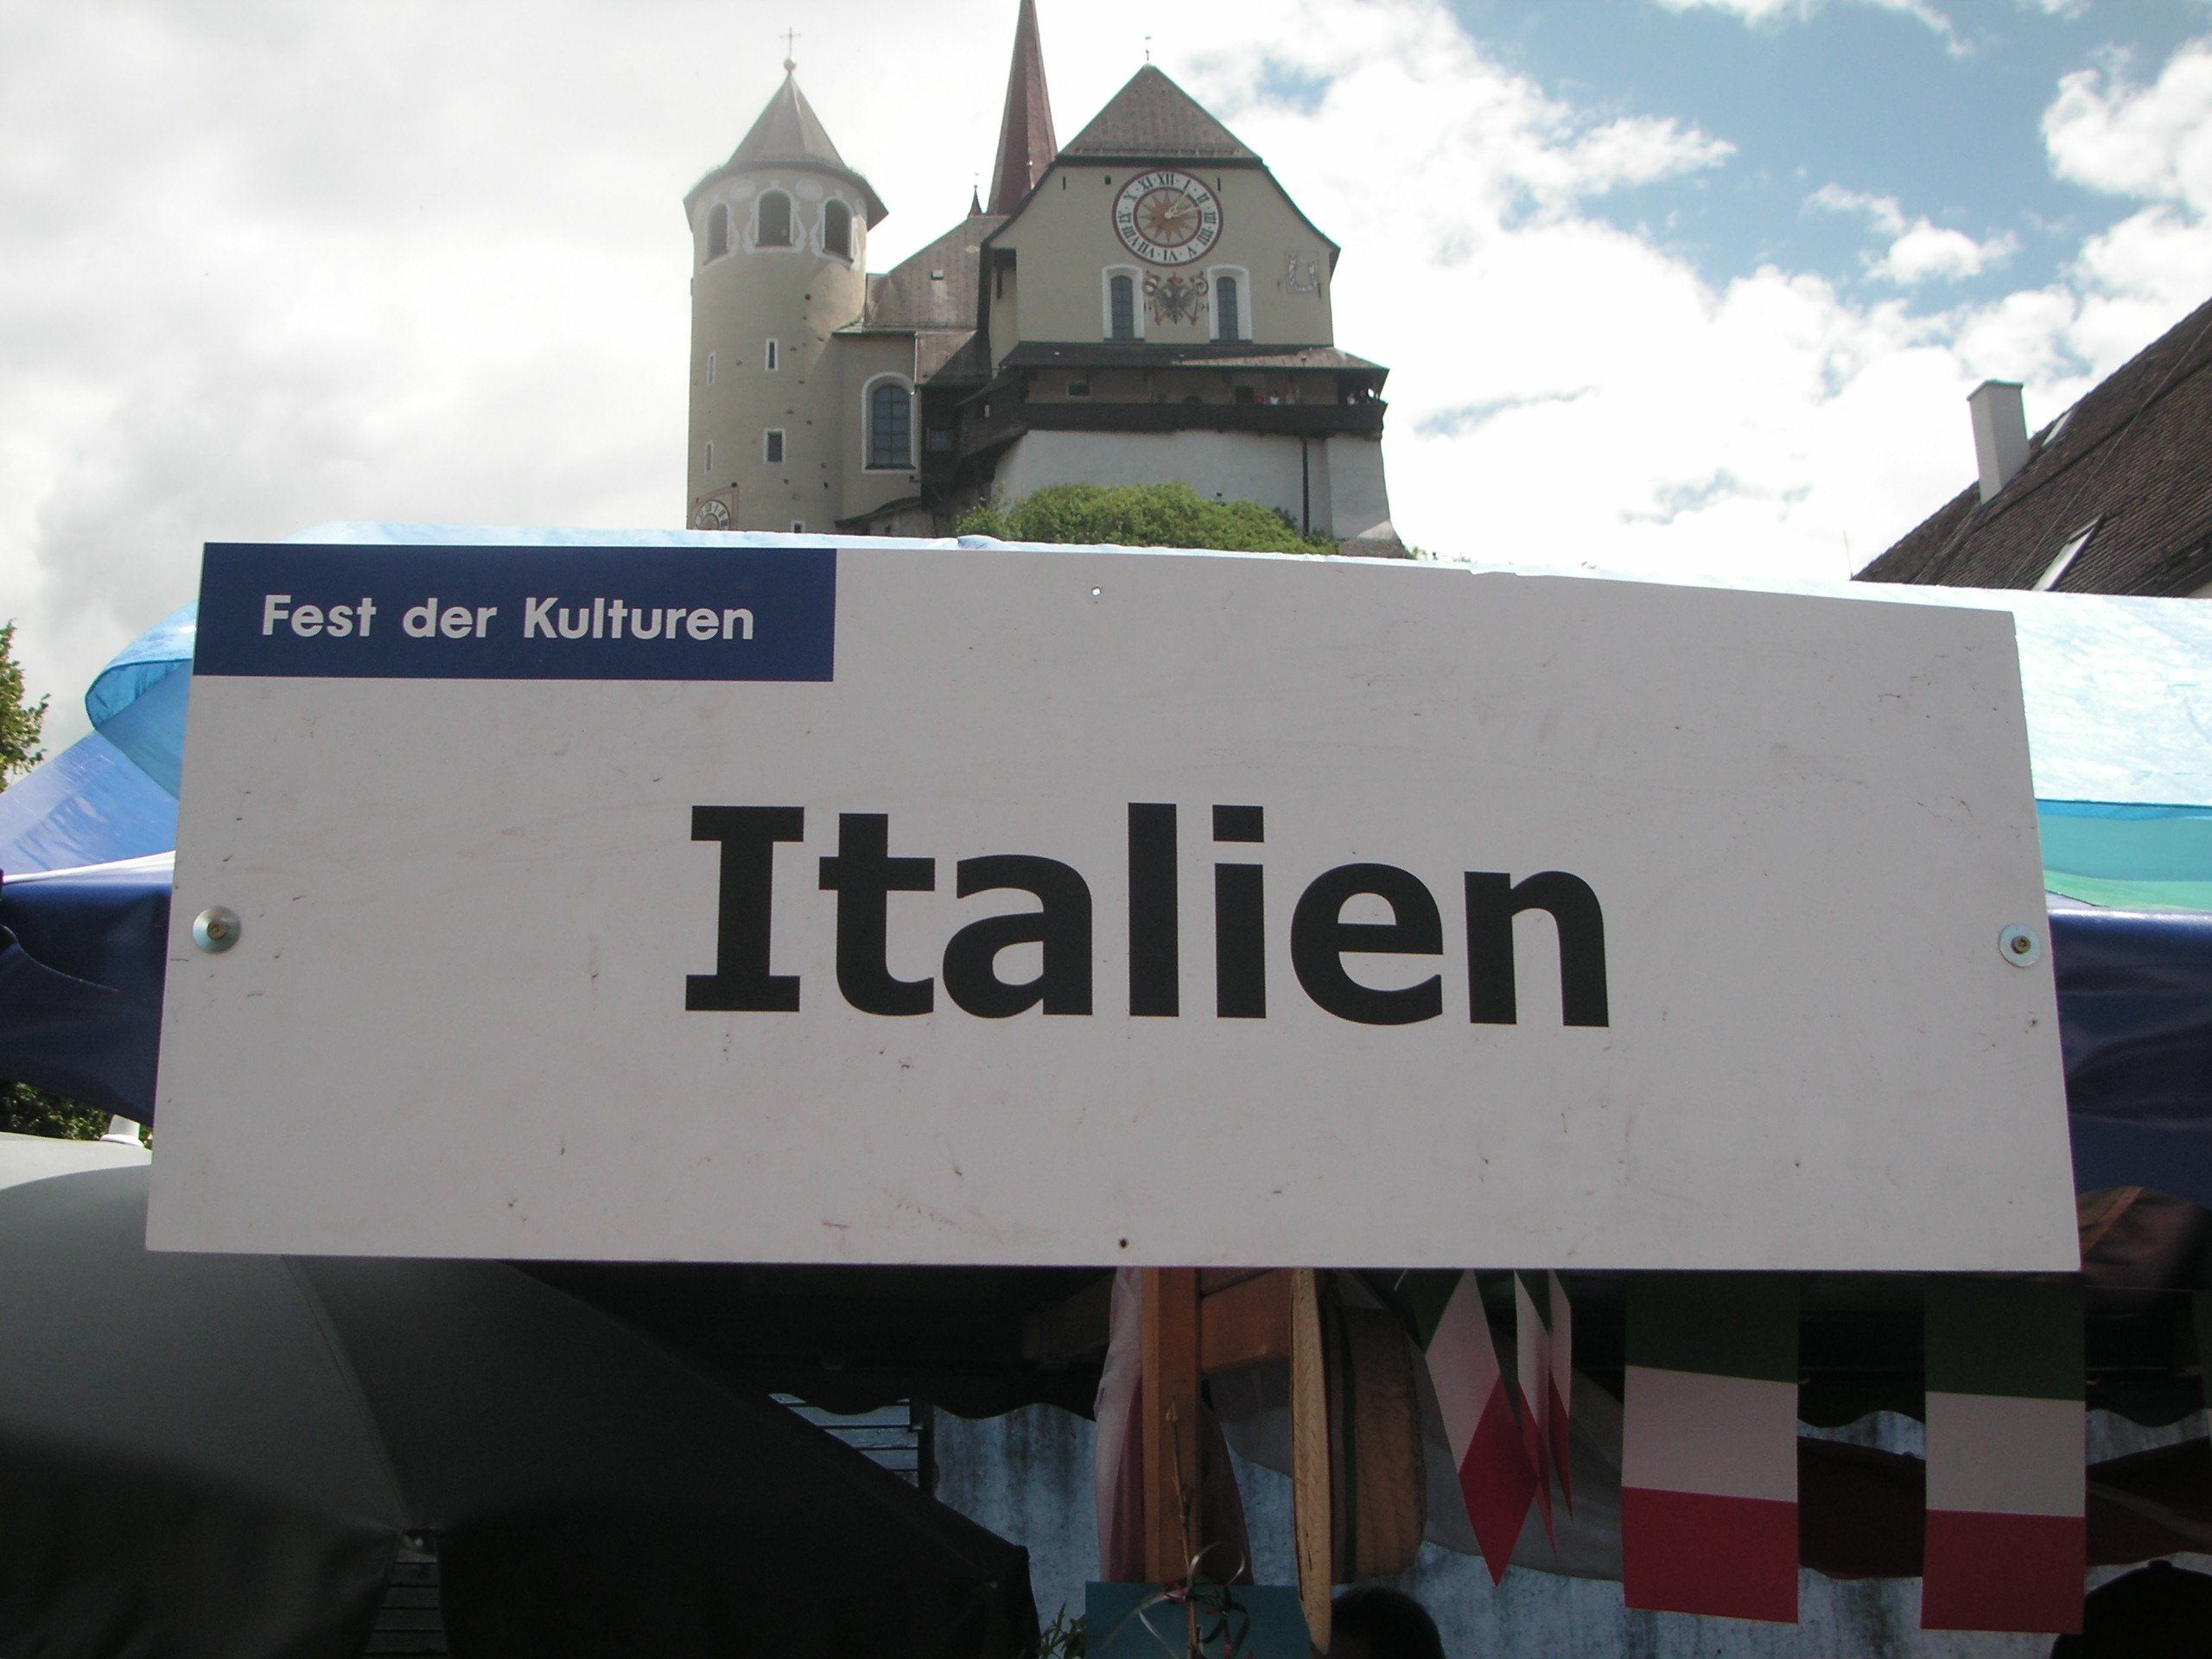 Fest der Kulturen
Italien